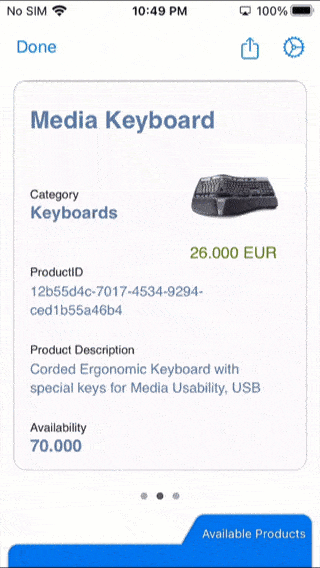 No SIM 10:49 PM 100%
Done
Media Keyboard
Category
Keyboards
26.000 EUR
ProductID
12b55d4c-7017-4534-9294-
ced1b55a46b4
Product Description
Corded Ergonomic Keyboard with
special keys for Media Usability, USB
Availability
70.000
Available Products